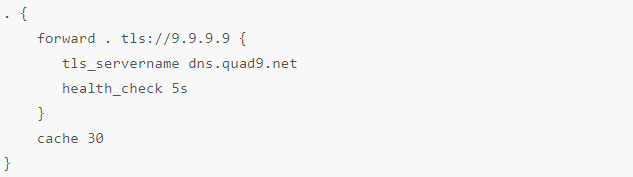 . {
    forward . tls://9.9.9.9 {
       tls_servername dns.quad9.net
       health_check 5s
    }
    cache 30
}